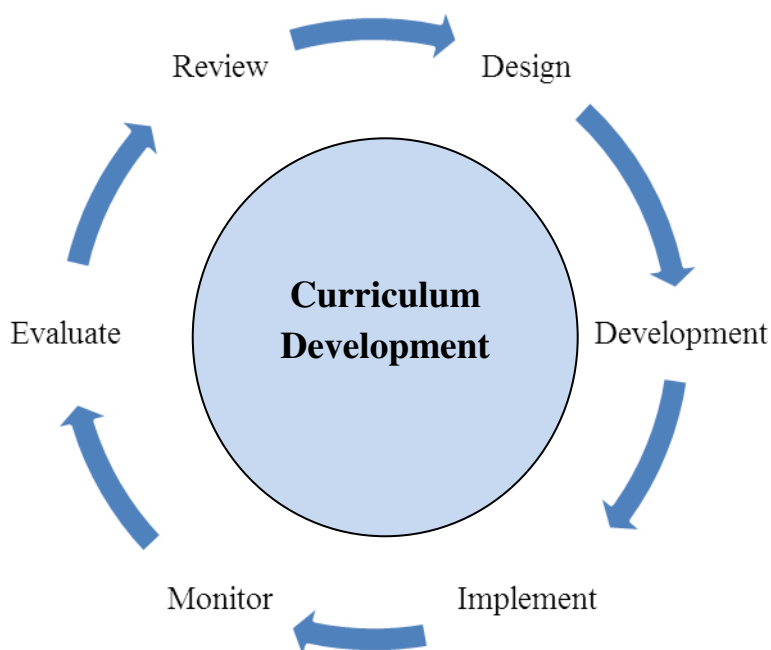 Review
Design
Curriculum
Development
Evaluate
Development
Monitor
Implement